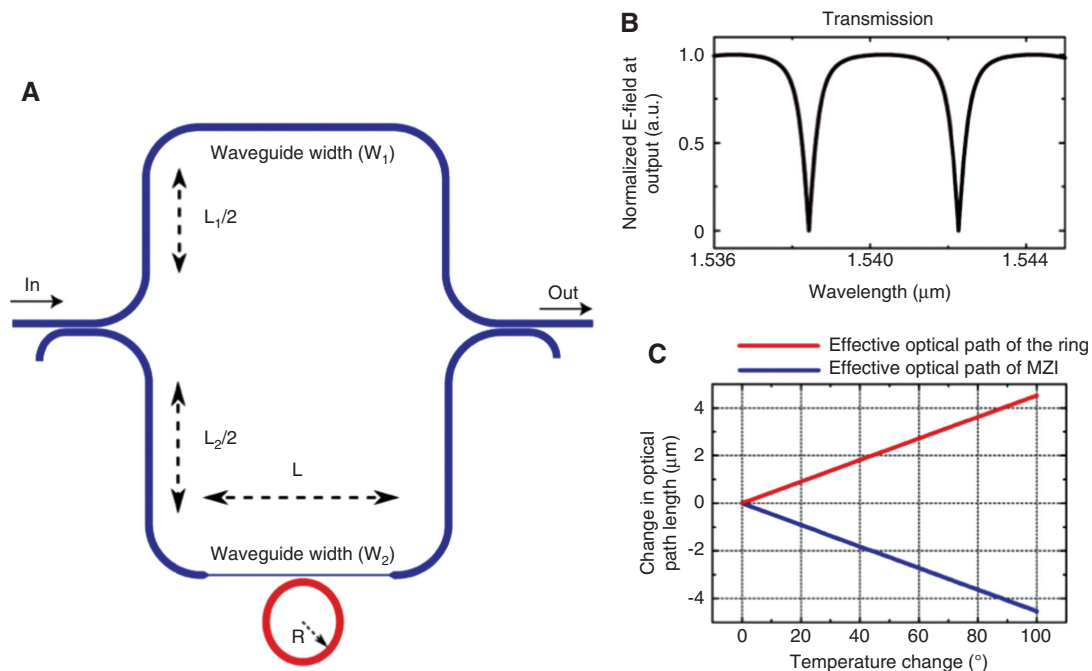 A
Waveguide width (W₁)
L₁/2
In
Out
L₂/2
L
Waveguide width (W₂)
R
B
Transmission
Normalized E-field at
output (a.u.)
1.0
0.5
0
1.536
1.540
1.544
Wavelength (μm)
C
Effective optical path of the ring
Effective optical path of MZI
Change in optical
path length (μm)
4
2
0
-2
-4
0
20
40
60
80
100
Temperature change (°)